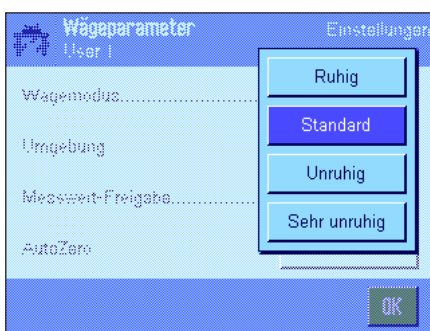 Wägeparameter
Einstellungen
User 1
Wägemodus
Umgebung
Messwert-Freigabe
AutoZero
Ruhig
Standard
Unruhig
Sehr unruhig
OK